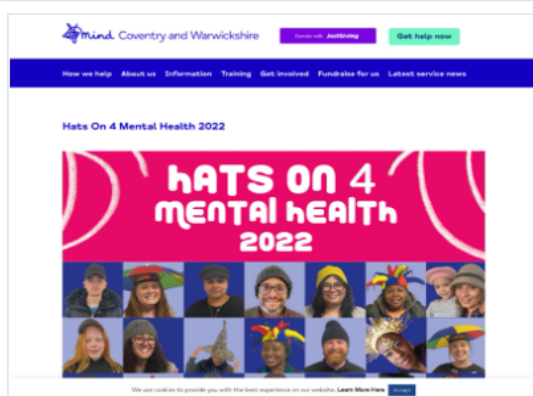 mind Coventry and Warwickshire
Donate with JustGiving
Get help now
How we help About us Information Training Get involved Fundraise for us Latest service news
Hats On 4 Mental Health 2022
hATS ON 4
mENTAl hEAlTh
2022
We use cookies to provide you with the best experience on our website. Learn More Here Accept